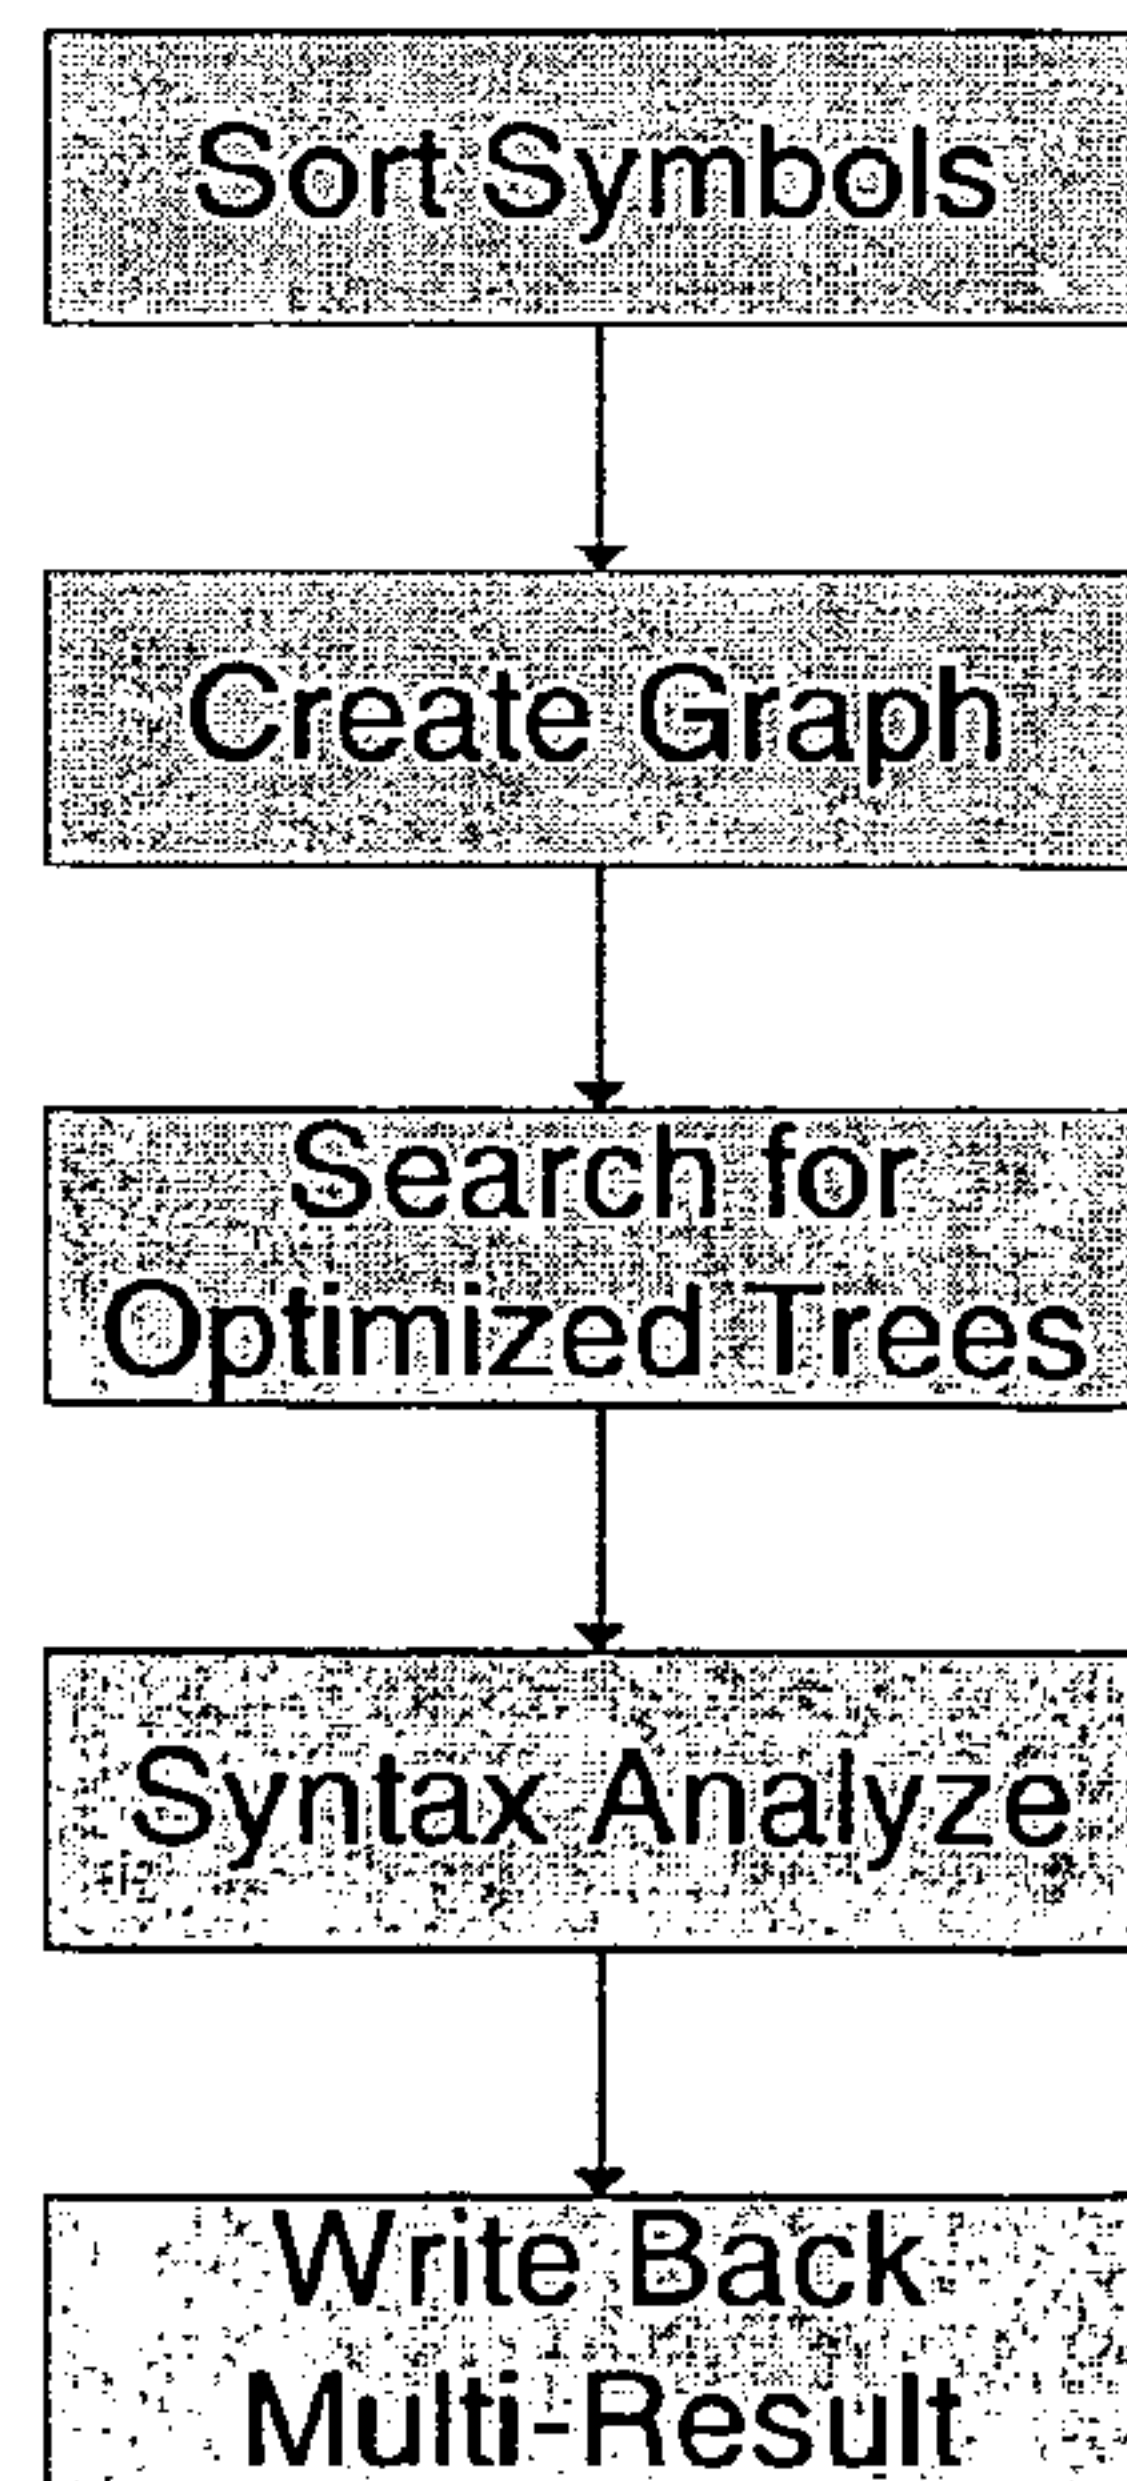 Sort Symbols
Create Graph
Search for
Optimized Trees
Syntax Analyze
Write Back
Multi-Result